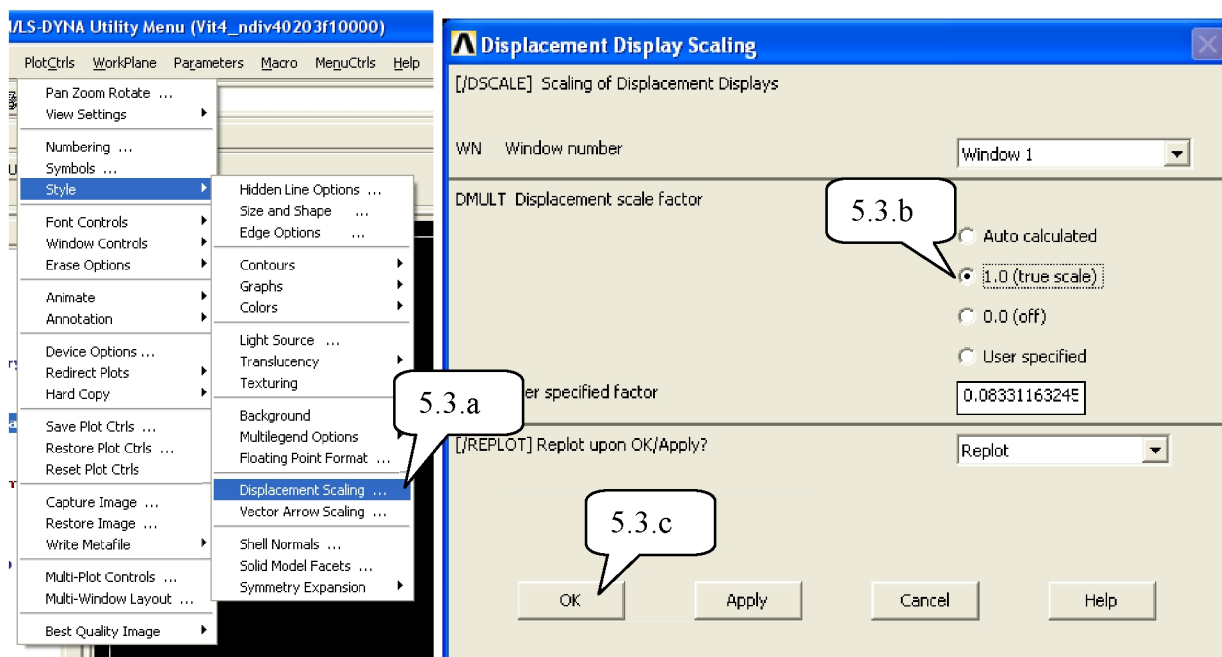 /LS-DYNA Utility Menu (Vit4_ndiv40203f10000)
PlotCtrls WorkPlane Parameters Macro MenuCtrls Help
Pan Zoom Rotate ...
View Settings
Numbering ...
Symbols ...
Style
Font Controls
Window Controls
Erase Options
Animate
Annotation
Device Options ...
Redirect Plots
Hard Copy
Save Plot Ctrls ...
Restore Plot Ctrls ...
Reset Plot Ctrls
Capture Image ...
Restore Image ...
Write Metafile
Multi-Plot Controls ...
Multi-Window Layout ...
Best Quality Image
Hidden Line Options ...
Size and Shape ...
Edge Options ...
Contours
Graphs
Colors
Light Source ...
Translucency
Texturing
Background
Multilegend Options
Floating Point Format ...
Displacement Scaling ...
Vector Arrow Scaling ...
Shell Normals ...
Solid Model Facets ...
Symmetry Expansion
5.3.a
Displacement Display Scaling
[/DSCALE] Scaling of Displacement Displays
WN Window number
Window 1
DMULT Displacement scale factor
5.3.b
Auto calculated
1.0 (true scale)
0.0 (off)
User specified
er specified factor
0.0833116324
[/REPLOT] Replot upon OK/Apply?
Replot
5.3.c
OK Apply Cancel Help